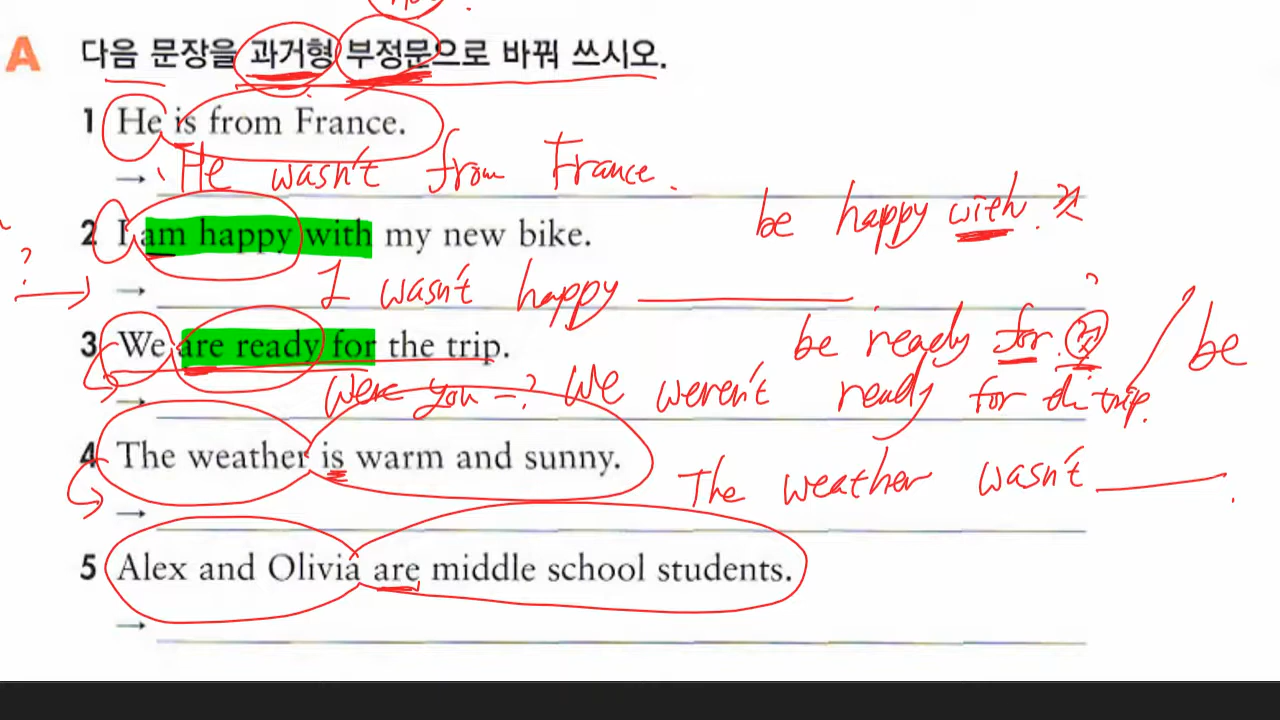 A 다음 문장을 과거형 부정문으로 바꿔 쓰시오.
1 He is from France.
→ He wasn't from France.
2 I am happy with my new bike.
be happy with.
?
→ I wasn't happy
3 We are ready for the trip.
be ready for. / be
→ Were you ? We weren't ready for the trip.
4 The weather is warm and sunny.
→ The weather wasn't .
5 Alex and Olivia are middle school students.
→